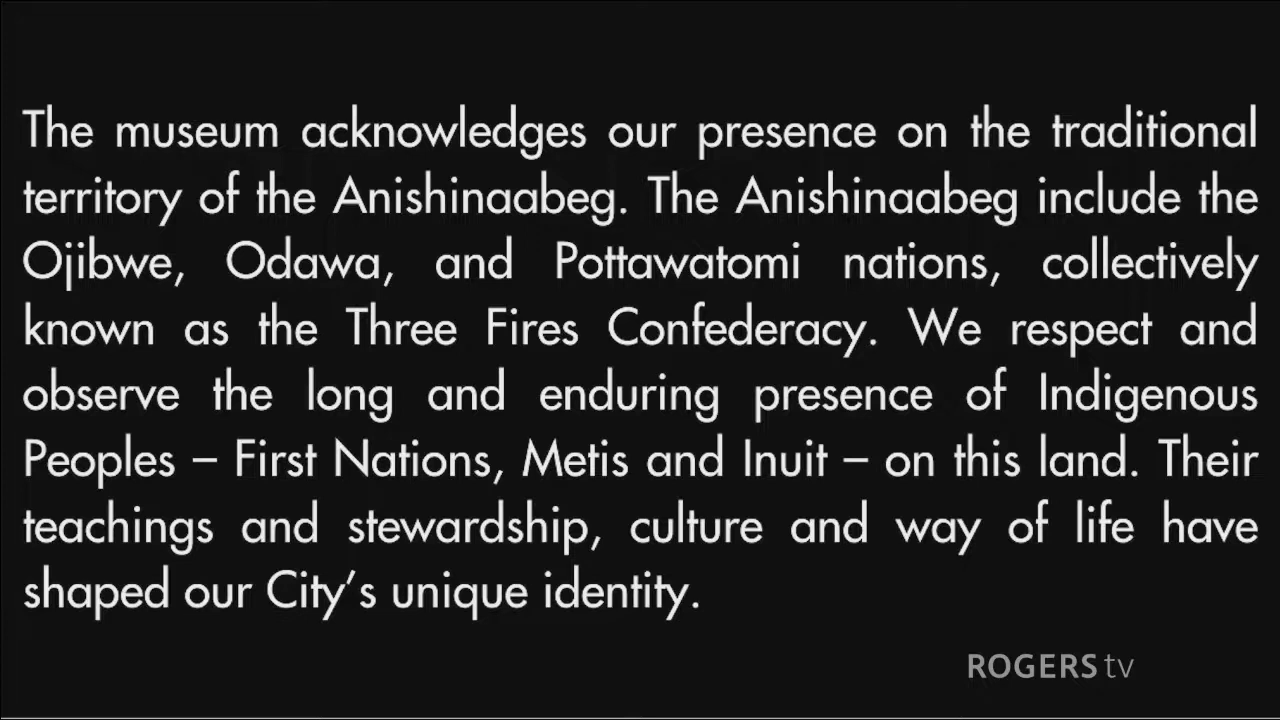 The museum acknowledges our presence on the traditional
territory of the Anishinaabeg. The Anishinaabeg include the
Ojibwe, Odawa, and Pottawatomi nations, collectively
known as the Three Fires Confederacy. We respect and
observe the long and enduring presence of Indigenous
Peoples – First Nations, Metis and Inuit – on this land. Their
teachings and stewardship, culture and way of life have
shaped our City’s unique identity.
ROGERS tv